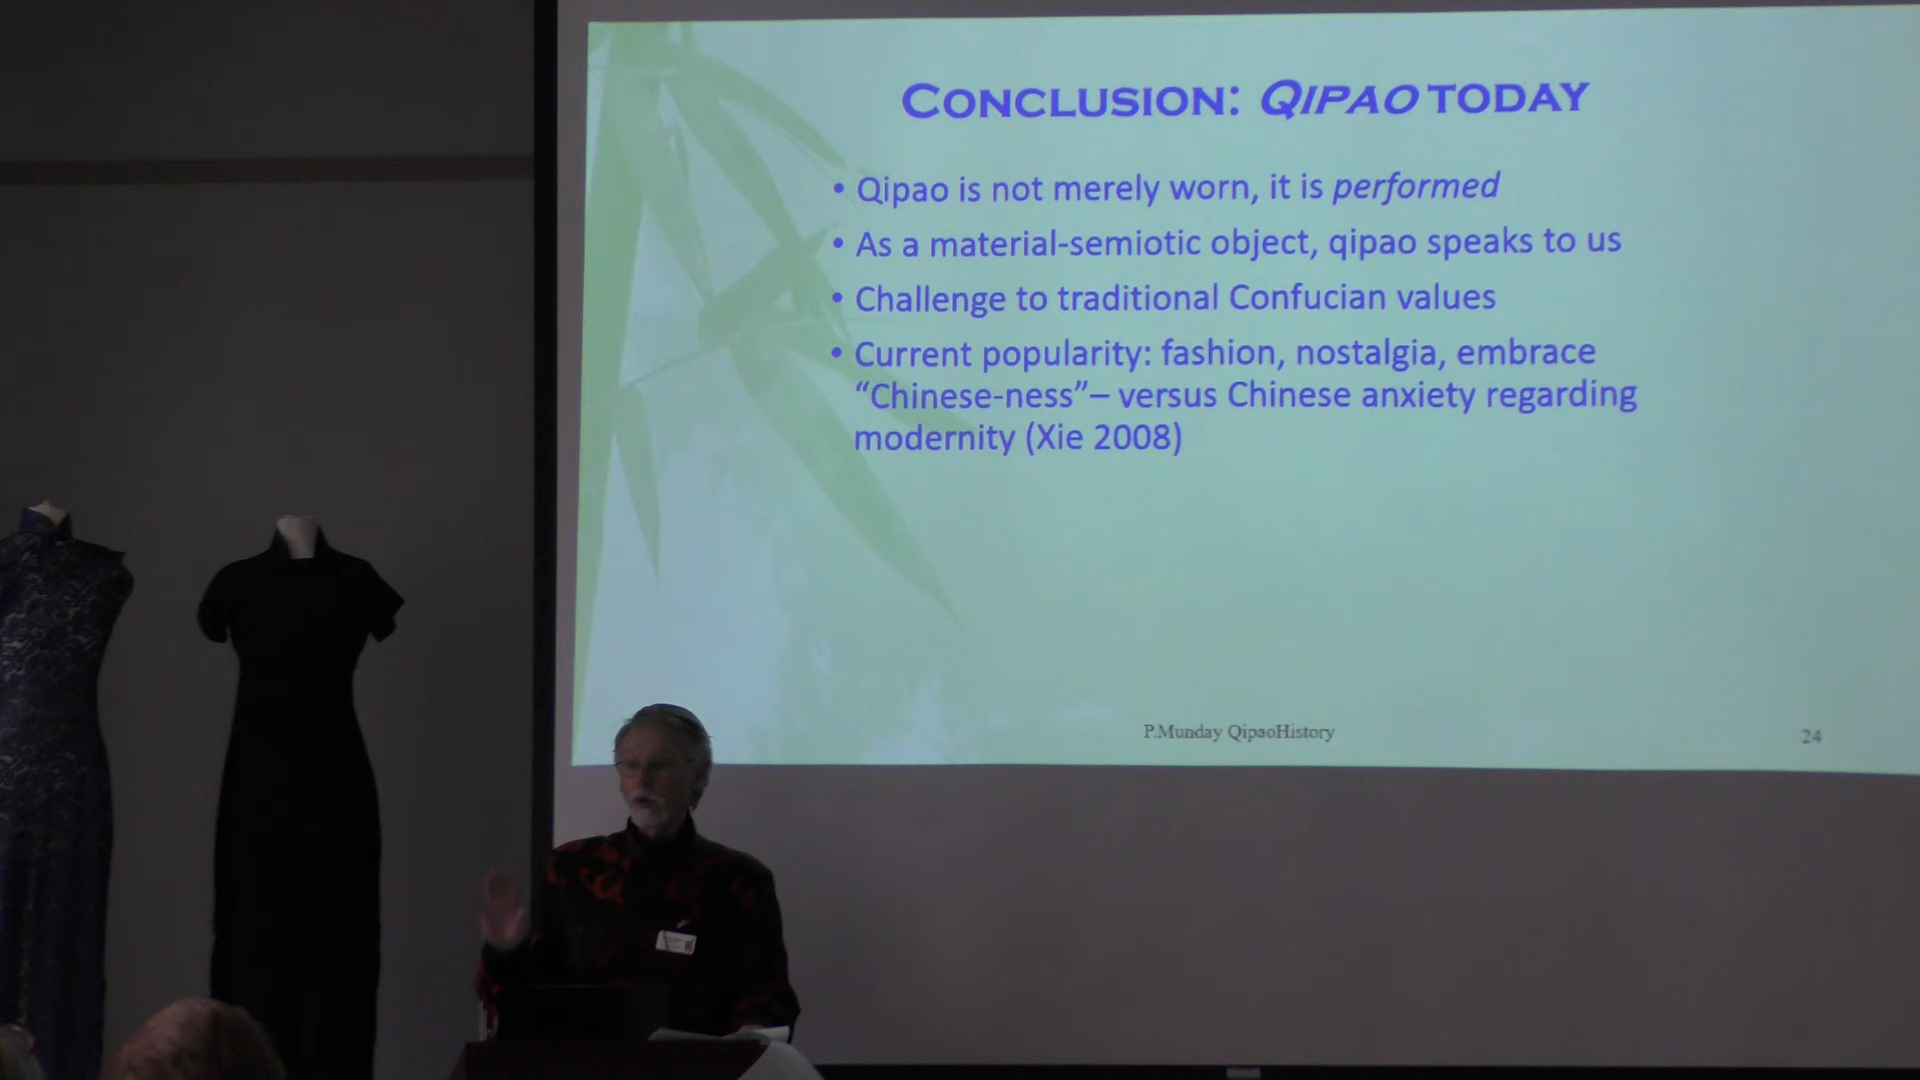 CONCLUSION: QIPAO TODAY
• Qipao is not merely worn, it is performed
• As a material-semiotic object, qipao speaks to us
• Challenge to traditional Confucian values
• Current popularity: fashion, nostalgia, embrace
“Chinese-ness”– versus Chinese anxiety regarding
modernity (Xie 2008)
P.Munday QipaoHistory
24